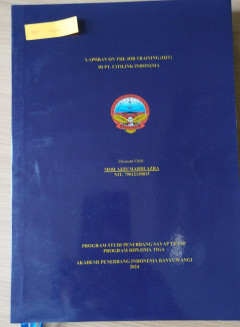 LAPORAN ON THE JOB TRAINING (OJT)
DI PT. CITILINK INDONESIA
Disusun Oleh:
PROGRAM STUDI PENERBANG SAYAP TETAP
PROGRAM DIPLOMA TIGA
AKADEMI PENERBANG INDONESIA BANYUWANGI
2024